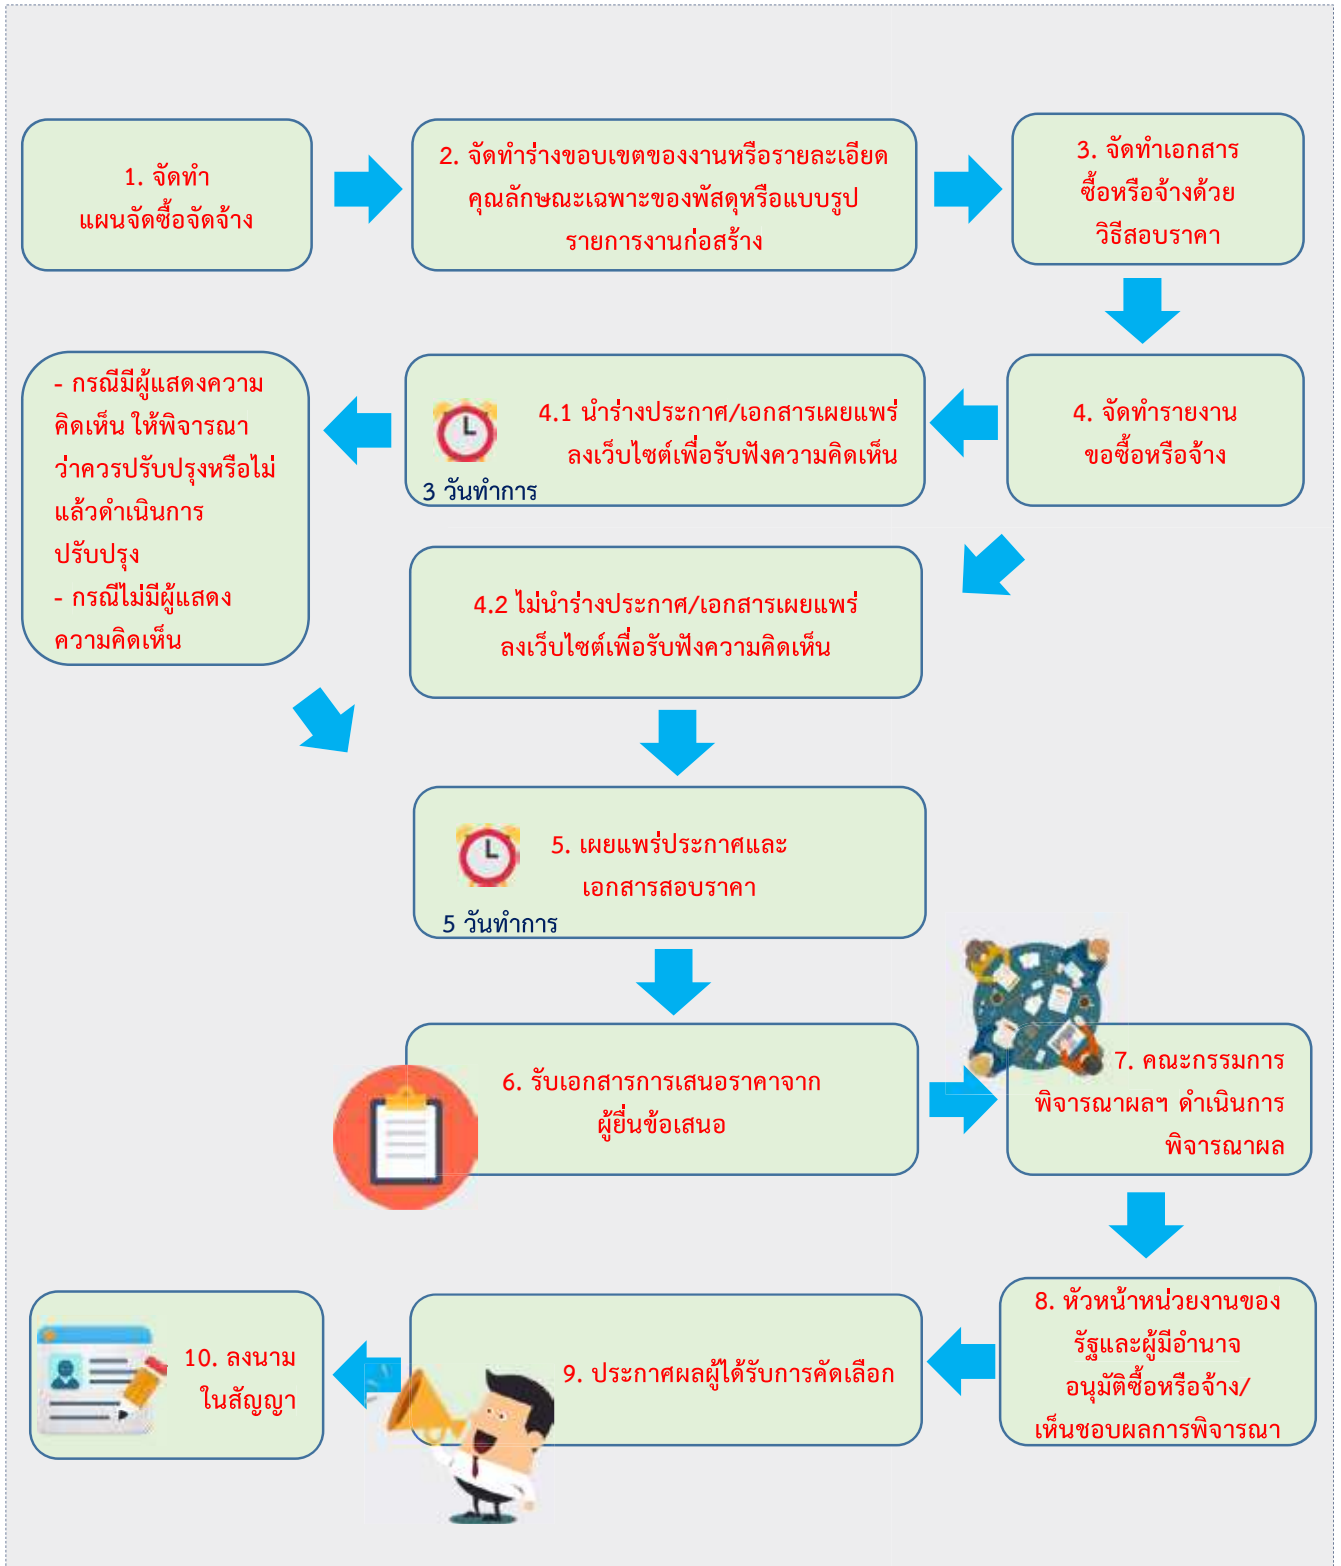 1. จัดทำ
แผนจัดซื้อจัดจ้าง
2. จัดทำร่างขอบเขตของงานหรือรายละเอียด
คุณลักษณะเฉพาะของพัสดุหรือแบบรูป
รายการงานก่อสร้าง
3. จัดทำเอกสาร
ซื้อหรือจ้างด้วย
วิธีสอบราคา
4. จัดทำรายงาน
ขอซื้อหรือจ้าง
4.1 นำร่างประกาศ/เอกสารเผยแพร่
ลงเว็บไซต์เพื่อรับฟังความคิดเห็น
3 วันทำการ
- กรณีมีผู้แสดงความ
คิดเห็น ให้พิจารณา
ว่าควรปรับปรุงหรือไม่
แล้วดำเนินการ
ปรับปรุง
- กรณีไม่มีผู้แสดง
ความคิดเห็น
4.2 ไม่นำร่างประกาศ/เอกสารเผยแพร่
ลงเว็บไซต์เพื่อรับฟังความคิดเห็น
5. เผยแพร่ประกาศและ
เอกสารสอบราคา
5 วันทำการ
6. รับเอกสารการเสนอราคาจาก
ผู้ยื่นข้อเสนอ
7. คณะกรรมการ
พิจารณาผลฯ ดำเนินการ
พิจารณาผล
8. หัวหน้าหน่วยงานของ
รัฐและผู้มีอำนาจ
อนุมัติซื้อหรือจ้าง/
เห็นชอบผลการพิจารณา
9. ประกาศผลผู้ได้รับการคัดเลือก
10. ลงนาม
ในสัญญา